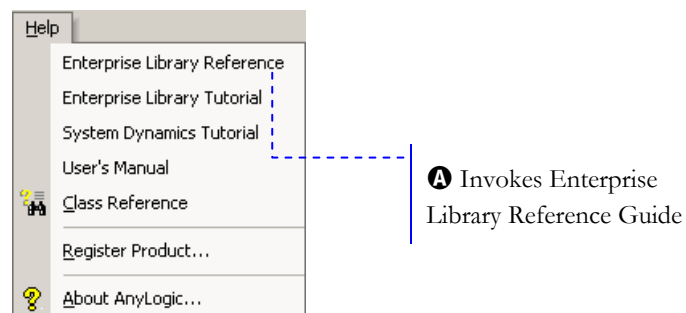 Help
Enterprise Library Reference
Enterprise Library Tutorial
System Dynamics Tutorial
User's Manual
Class Reference
Register Product...
About AnyLogic...
A Invokes Enterprise
Library Reference Guide